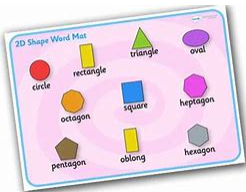 2D Shape Word Mat
circle
rectangle
triangle
oval
octagon
square
heptagon
pentagon
oblong
hexagon